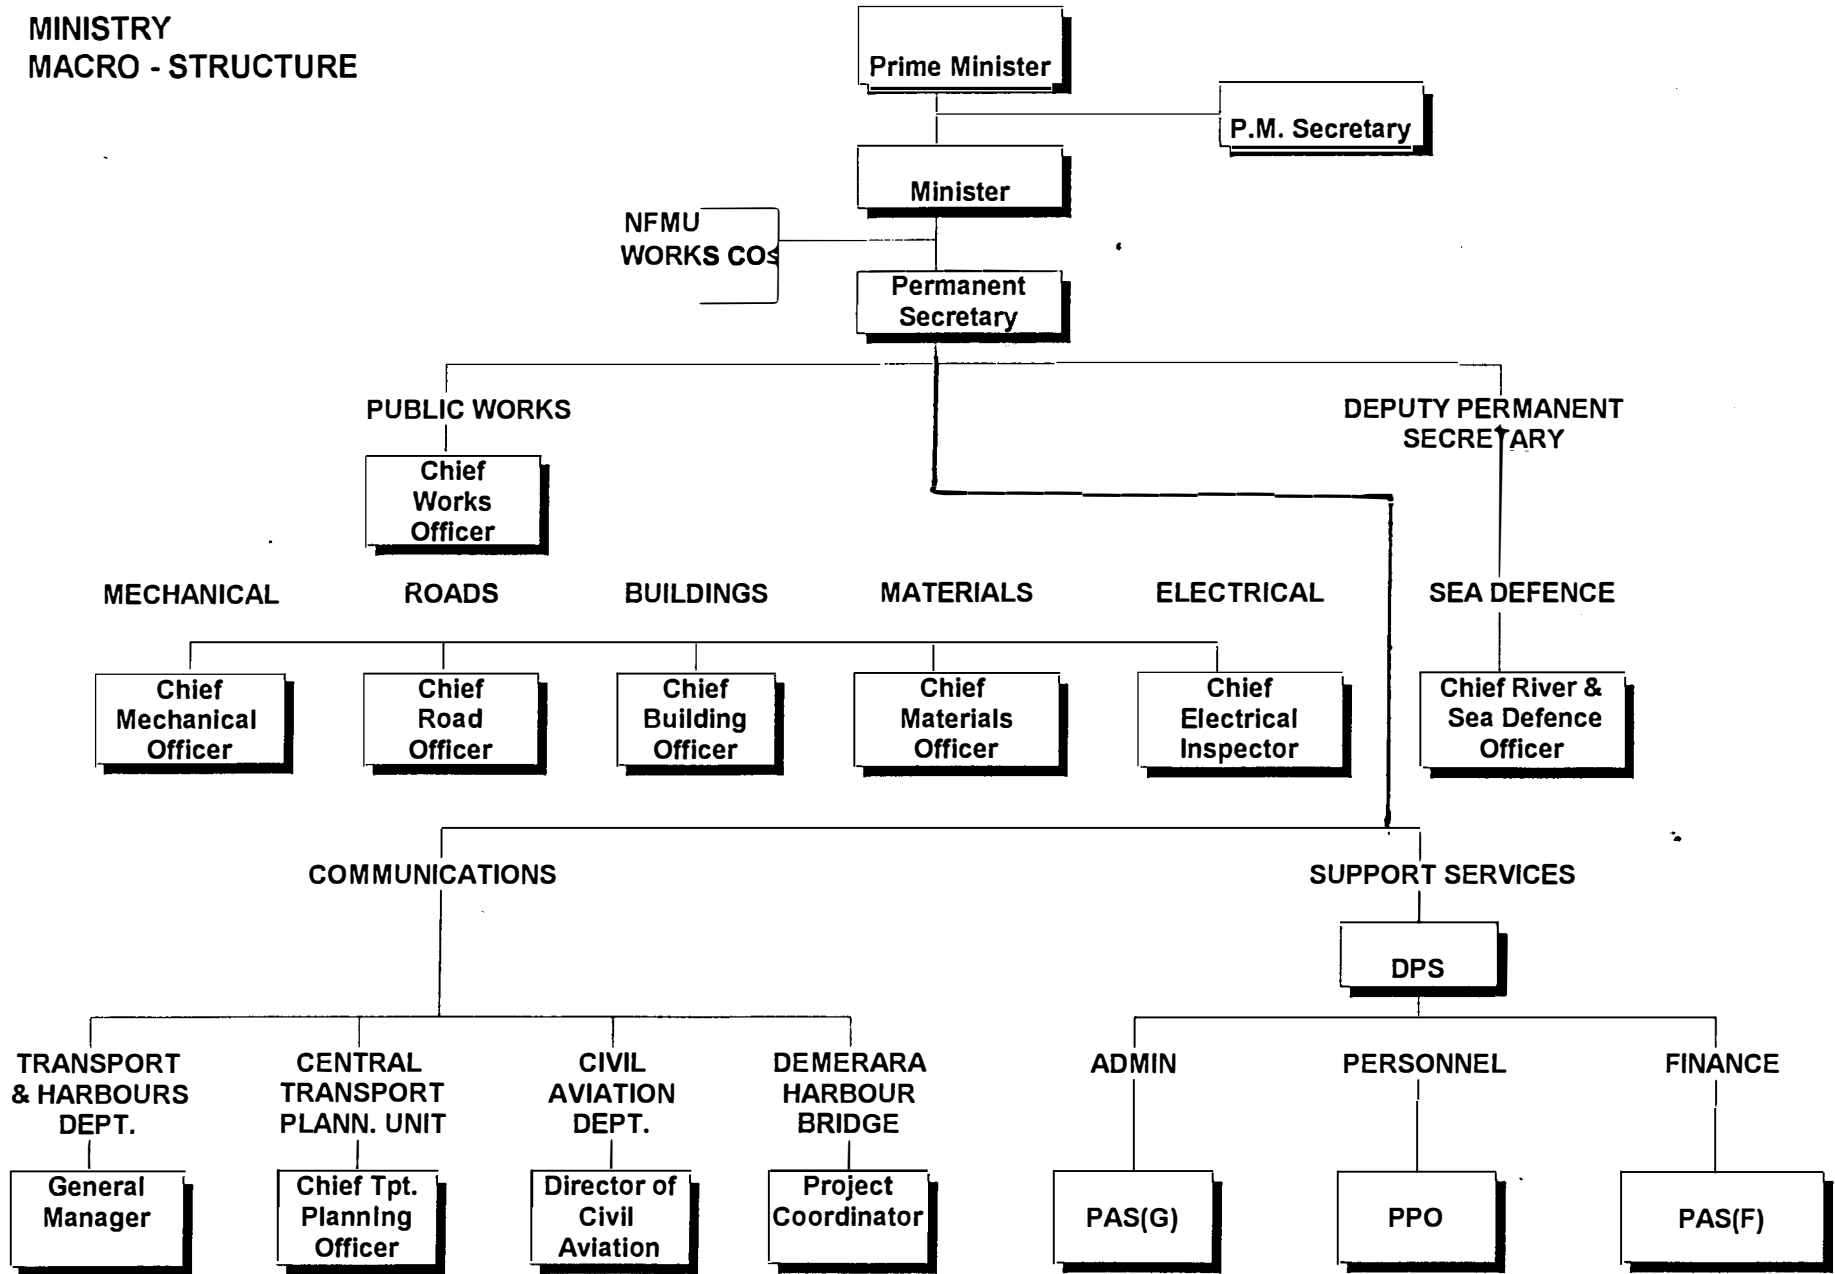 MINISTRY
MACRO - STRUCTURE
Prime Minister
P.M. Secretary
Minister
NFMU
WORKS COS
Permanent
Secretary
PUBLIC WORKS
DEPUTY PERMANENT
SECRETARY
Chief
Works
Officer
MECHANICAL
ROADS
BUILDINGS
MATERIALS
ELECTRICAL
SEA DEFENCE
Chief
Mechanical
Officer
Chief
Road
Officer
Chief
Building
Officer
Chief
Materials
Officer
Chief
Electrical
Inspector
Chief River &
Sea Defence
Officer
COMMUNICATIONS
SUPPORT SERVICES
DPS
TRANSPORT
& HARBOURS
DEPT.
CENTRAL
TRANSPORT
PLANN. UNIT
CIVIL
AVIATION
DEPT.
DEMERARA
HARBOUR
BRIDGE
ADMIN
PERSONNEL
FINANCE
General
Manager
Chief Tpt.
Planning
Officer
Director of
Civil
Aviation
Project
Coordinator
PAS(G)
PPO
PAS(F)